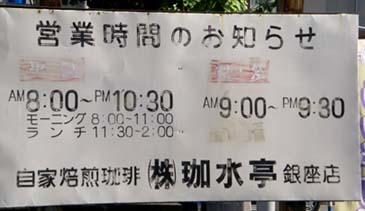 営業時間のお知らせ
平日
AM8:00~PM10:30
モーニング 8:00~11:00
ランチ 11:30~2:00
AM9:00~PM9:30
自家焙煎珈琲 ㈱珈水亭 銀座店